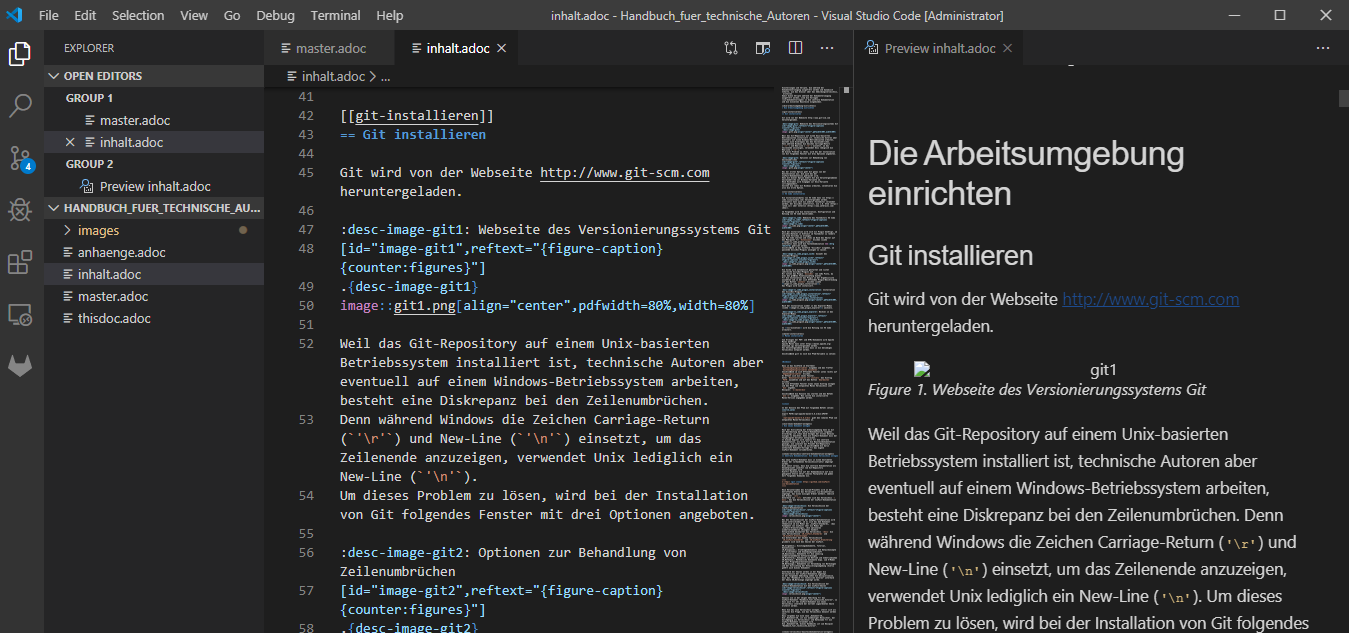 File Edit Selection View Go Debug Terminal Help
inhalt.adoc - Handbuch_fuer_technische_Autoren - Visual Studio Code [Administrator]
EXPLORER
OPEN EDITORS
GROUP 1
master.adoc
inhalt.adoc
GROUP 2
Preview inhalt.adoc
HANDBUCH_FUER_TECHNISCHE_AU...
images
anhaenge.adoc
inhalt.adoc
master.adoc
thisdoc.adoc
4
master.adoc
inhalt.adoc
inhalt.adoc > ...
41
42 [[git-installieren]]
43 == Git installieren
44
45 Git wird von der Webseite http://www.git-scm.com
heruntergeladen.
46
47 :desc-image-git1: Webseite des Versionierungssystems Git
48 [id="image-git1",reftext="{figure-caption}
{counter:figures}"]
49 .{desc-image-git1}
50 image::git1.png[align="center",pdfwidth=80%,width=80%]
51
52 Weil das Git-Repository auf einem Unix-basierten
Betriebssystem installiert ist, technische Autoren aber
eventuell auf einem Windows-Betriebssystem arbeiten,
besteht eine Diskrepanz bei den Zeilenumbrüchen.
53 Denn während Windows die Zeichen Carriage-Return
(`'\r'`) und New-Line (`'\n'`) einsetzt, um das
Zeilenende anzuzeigen, verwendet Unix lediglich ein
New-Line (`'\n'`).
54 Um dieses Problem zu lösen, wird bei der Installation
von Git folgendes Fenster mit drei Optionen angeboten.
55
56 :desc-image-git2: Optionen zur Behandlung von
Zeilenumbrüchen
57 [id="image-git2",reftext="{figure-caption}
{counter:figures}"]
58 .{desc-image-git2}
Preview inhalt.adoc
Die Arbeitsumgebung
einrichten
Git installieren
Git wird von der Webseite http://www.git-scm.com
heruntergeladen.
git1
Figure 1. Webseite des Versionierungssystems Git
Weil das Git-Repository auf einem Unix-basierten
Betriebssystem installiert ist, technische Autoren aber
eventuell auf einem Windows-Betriebssystem arbeiten,
besteht eine Diskrepanz bei den Zeilenumbrüchen. Denn
während Windows die Zeichen Carriage-Return ('\r') und
New-Line ('\n') einsetzt, um das Zeilenende anzuzeigen,
verwendet Unix lediglich ein New-Line ('\n'). Um dieses
Problem zu lösen, wird bei der Installation von Git folgendes